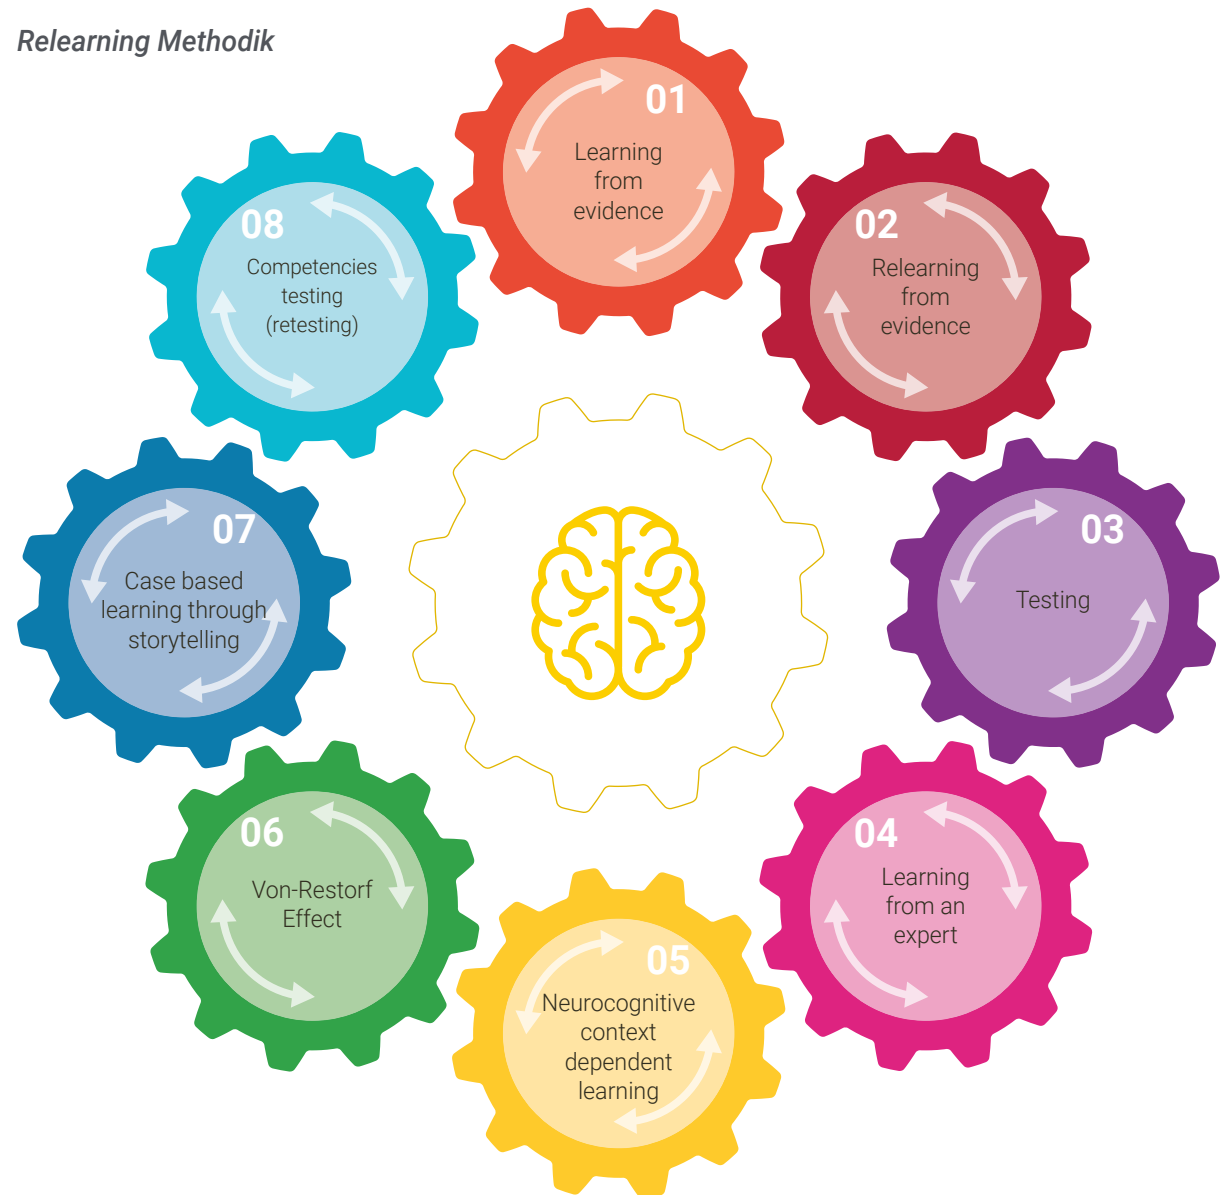 Relearning Methodik
01
Learning
from
evidence
02
Relearning
from
evidence
03
Testing
04
Learning
from an
expert
05
Neurocognitive
context
dependent
learning
06
Von-Restorf
Effect
07
Case based
learning through
storytelling
08
Competencies
testing
(retesting)